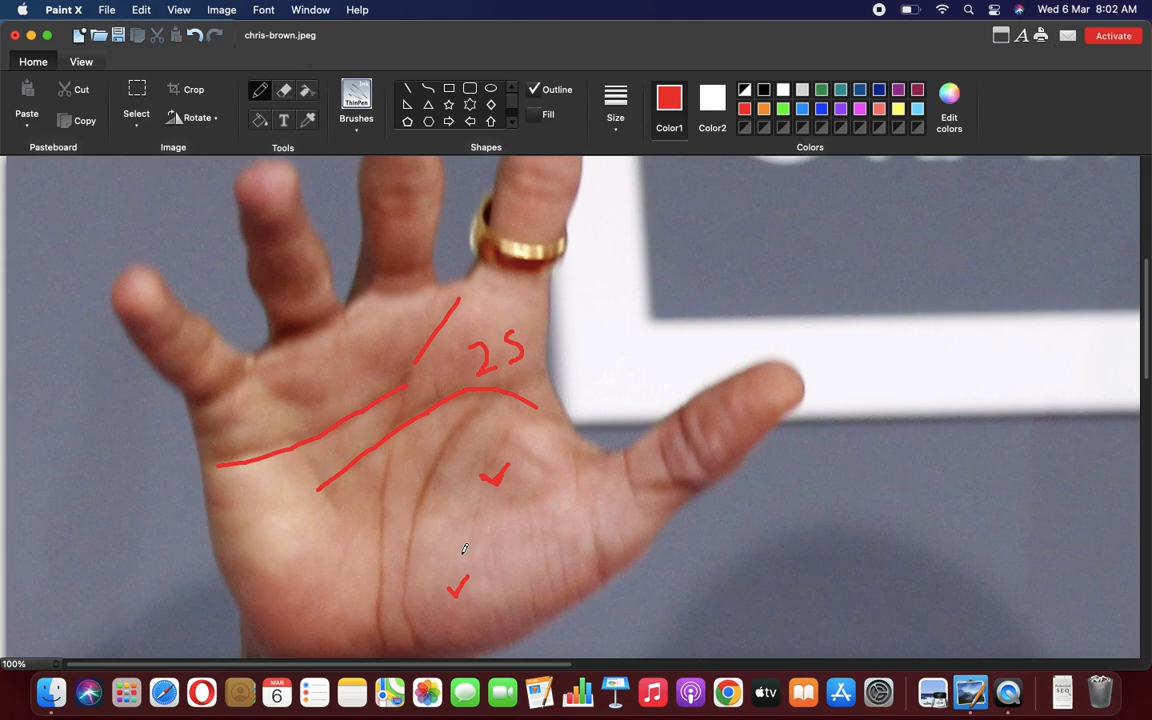 Paint X File Edit View Image Font Window Help Wed 6 Mar 8:02 AM
chris-brown.jpeg Activate
Home View
Paste Cut Copy Select Crop Rotate Brushes ThinPen Outline Fill Size Color1 Color2 Edit colors
Pasteboard Image Tools Shapes Colors
25
100%
MAR 6 tv